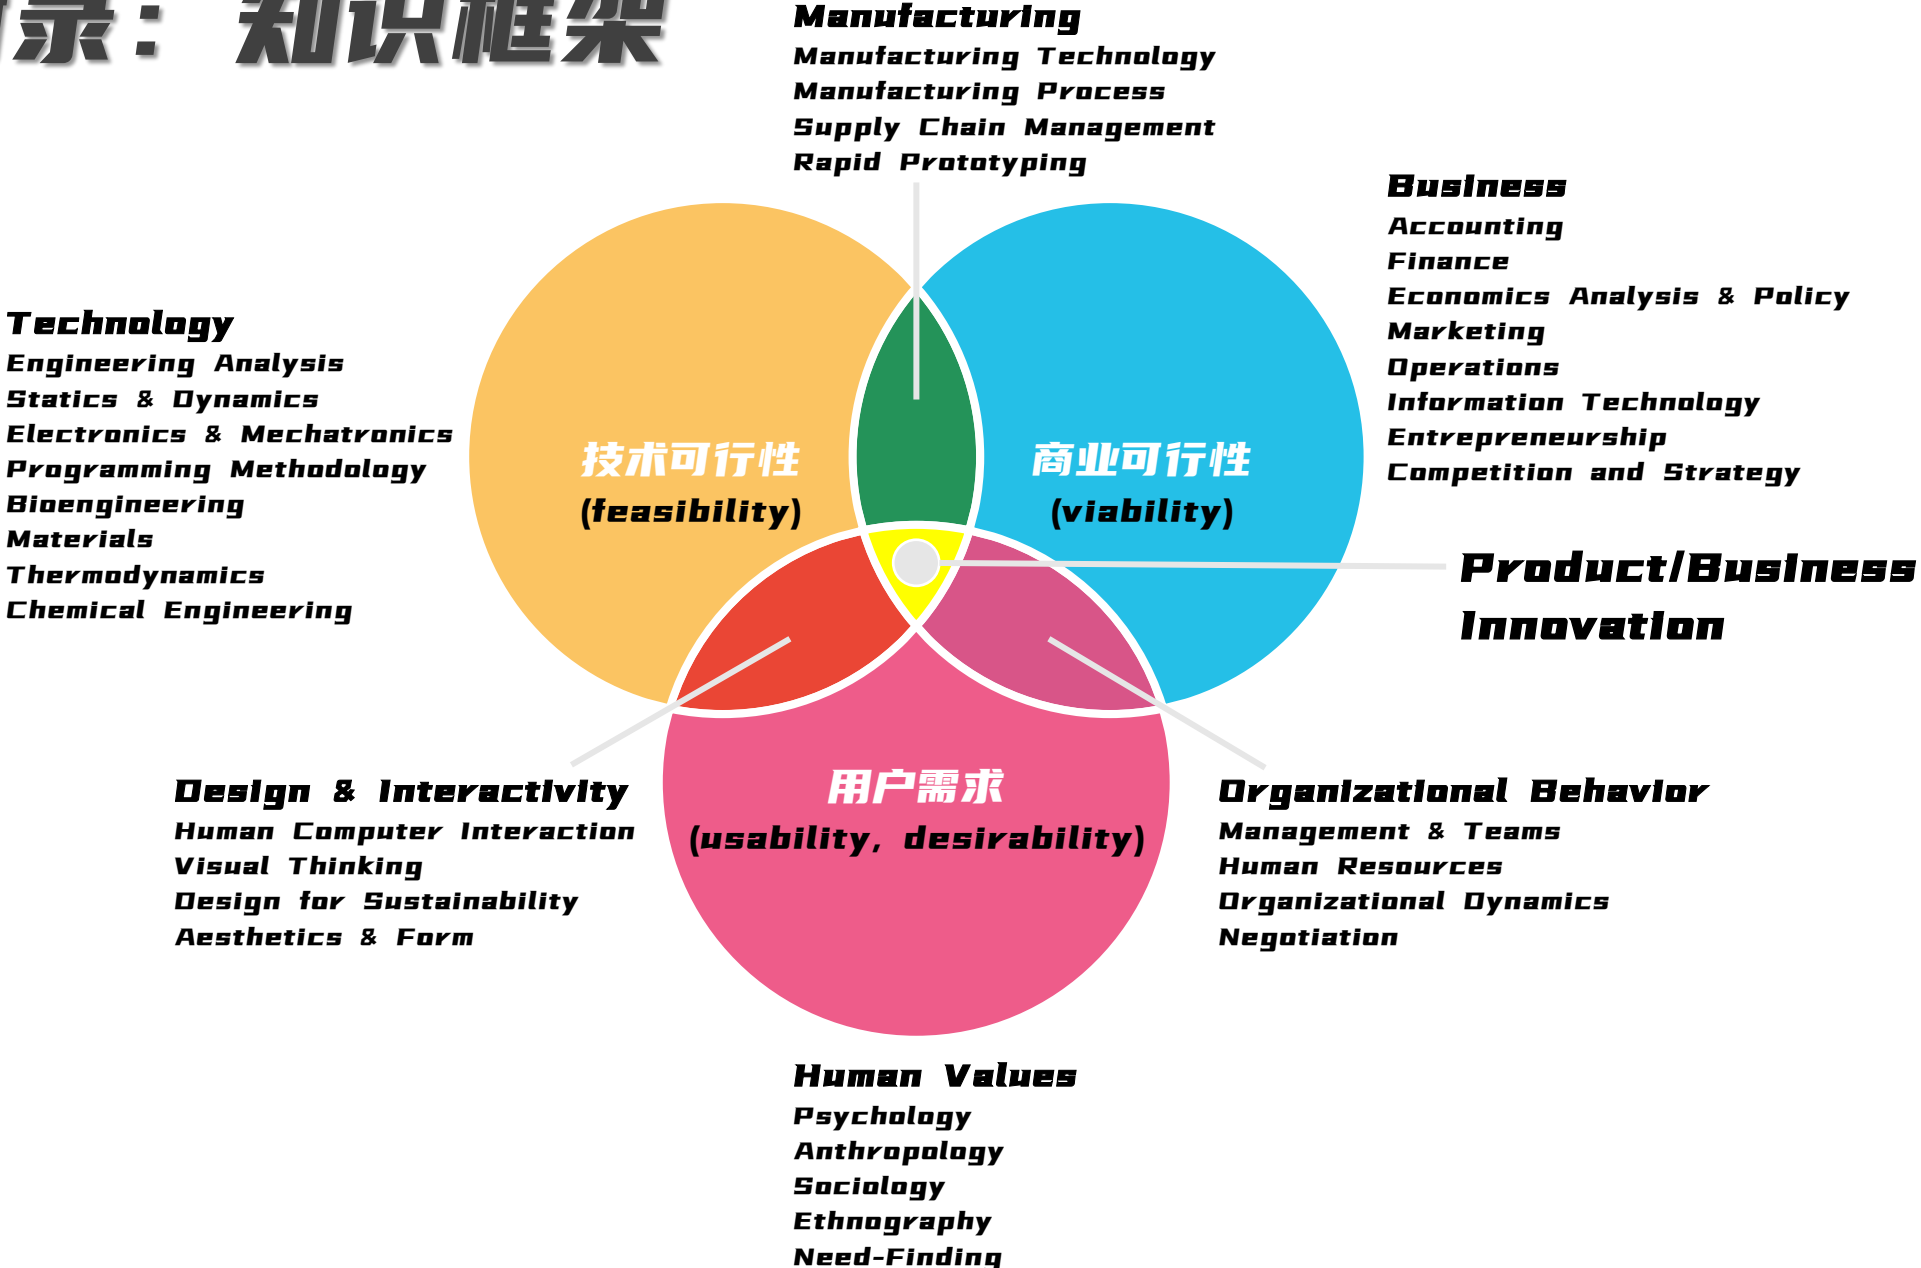 录：知识框架
Manufacturing
Manufacturing Technology
Manufacturing Process
Supply Chain Management
Rapid Prototyping
Business
Accounting
Finance
Economics Analysis & Policy
Marketing
Operations
Information Technology
Entrepreneurship
Competition and Strategy
Technology
Engineering Analysis
Statics & Dynamics
Electronics & Mechatronics
Programming Methodology
Bioengineering
Materials
Thermodynamics
Chemical Engineering
技术可行性
(feasibility)
商业可行性
(viability)
Product/Business
Innovation
Design & Interactivity
Human Computer Interaction
Visual Thinking
Design for Sustainability
Aesthetics & Form
用户需求
(usability, desirability)
Organizational Behavior
Management & Teams
Human Resources
Organizational Dynamics
Negotiation
Human Values
Psychology
Anthropology
Sociology
Ethnography
Need-Finding